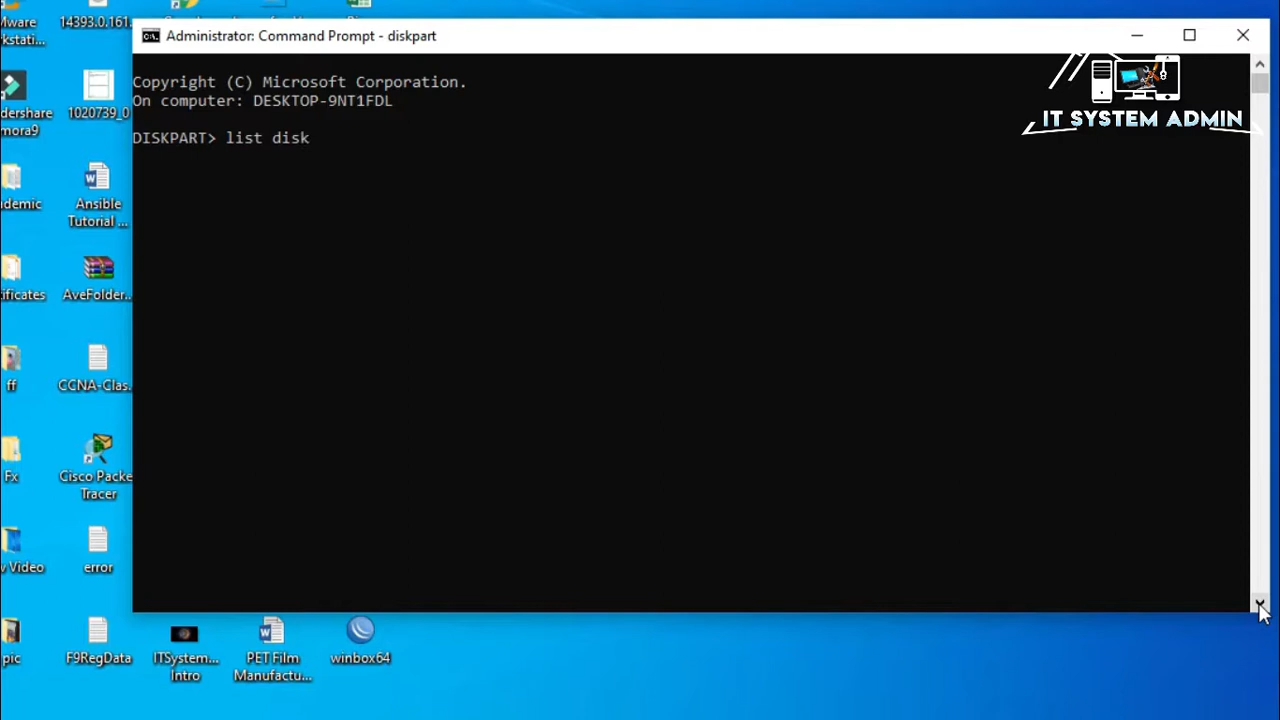 Mware
rkstati...
14393.0.161.
Administrator: Command Prompt - diskpart
Copyright (C) Microsoft Corporation.
On computer: DESKTOP-9NT1FDL
DISKPART> list disk
IT SYSTEM ADMIN
dershare
mora9
1020739_0
demic
Ansible
Tutorial ...
ificates
AveFolder..
ff
CCNA-Clas.
Fx
Cisco Packe
Tracer
v Video
error
pic
F9RegData
ITSystem...
Intro
PET Film
Manufactu...
winbox64